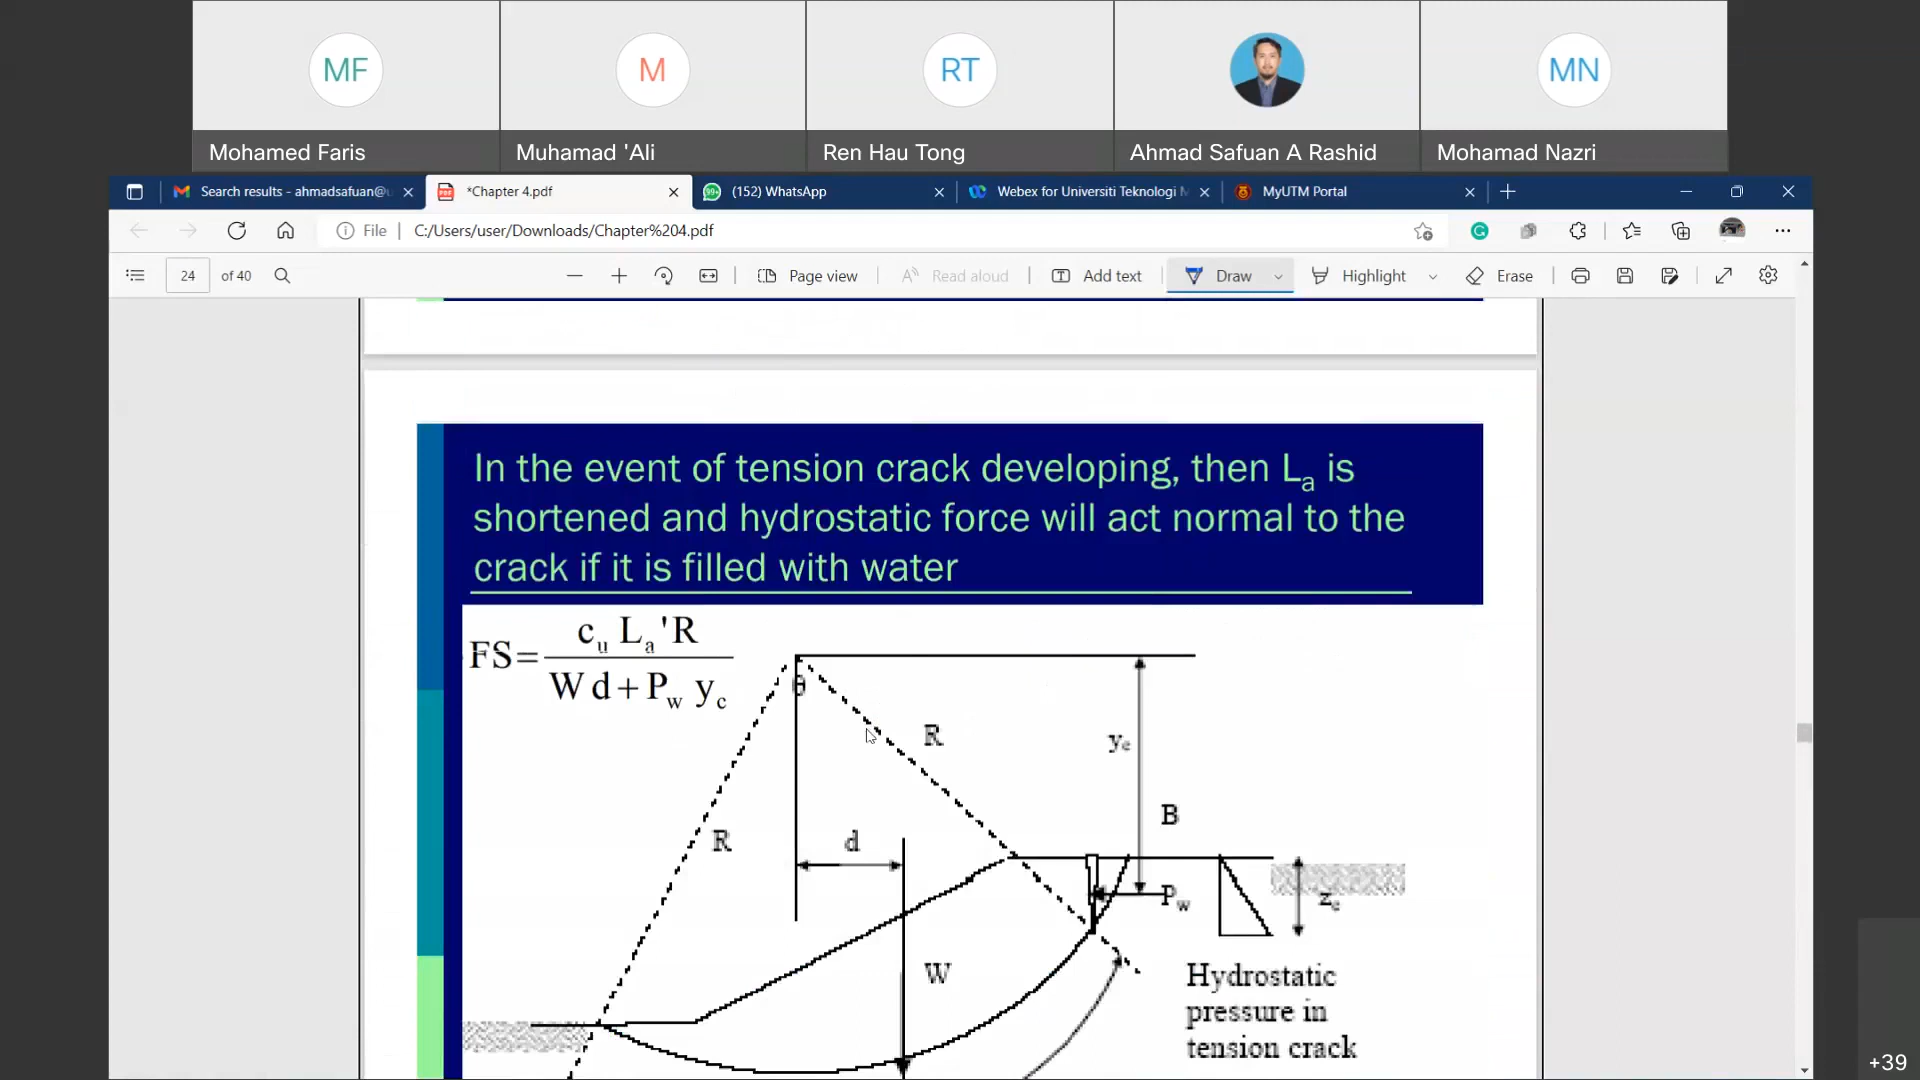 MF
M
RT
MN
Mohamed Faris
Muhamad 'Ali
Ren Hau Tong
Ahmad Safuan A Rashid
Mohamad Nazri
Search results - ahmadsafuan@u
*Chapter 4.pdf
99+
(152) WhatsApp
Webex for Universiti Teknologi M
MyUTM Portal
File
C:/Users/user/Downloads/Chapter%204.pdf
24 of 40
Page view
Read aloud
Add text
Draw
Highlight
Erase
In the event of tension crack developing, then La is
shortened and hydrostatic force will act normal to the
crack if it is filled with water
FS= cu La'R
W d+Pw yc
θ
R
yc
B
R
d
Pw
zc
W
Hydrostatic
pressure in
tension crack
+39